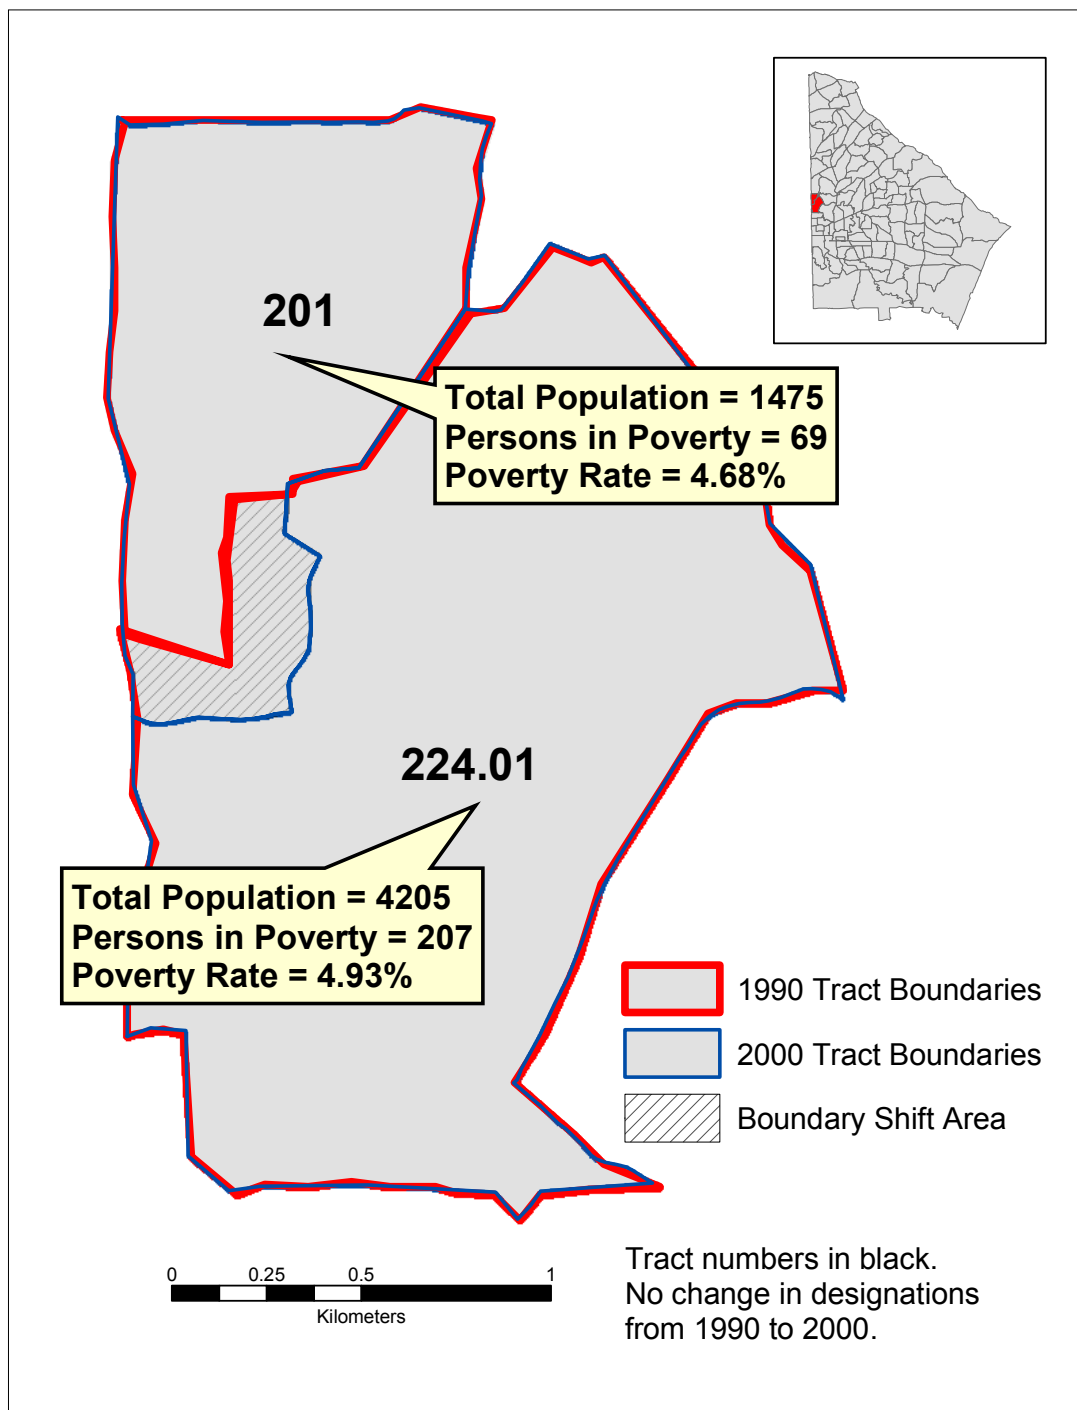 201
Total Population = 1475
Persons in Poverty = 69
Poverty Rate = 4.68%
224.01
Total Population = 4205
Persons in Poverty = 207
Poverty Rate = 4.93%
1990 Tract Boundaries
2000 Tract Boundaries
Boundary Shift Area
0 0.25 0.5 1
Kilometers
Tract numbers in black.
No change in designations
from 1990 to 2000.